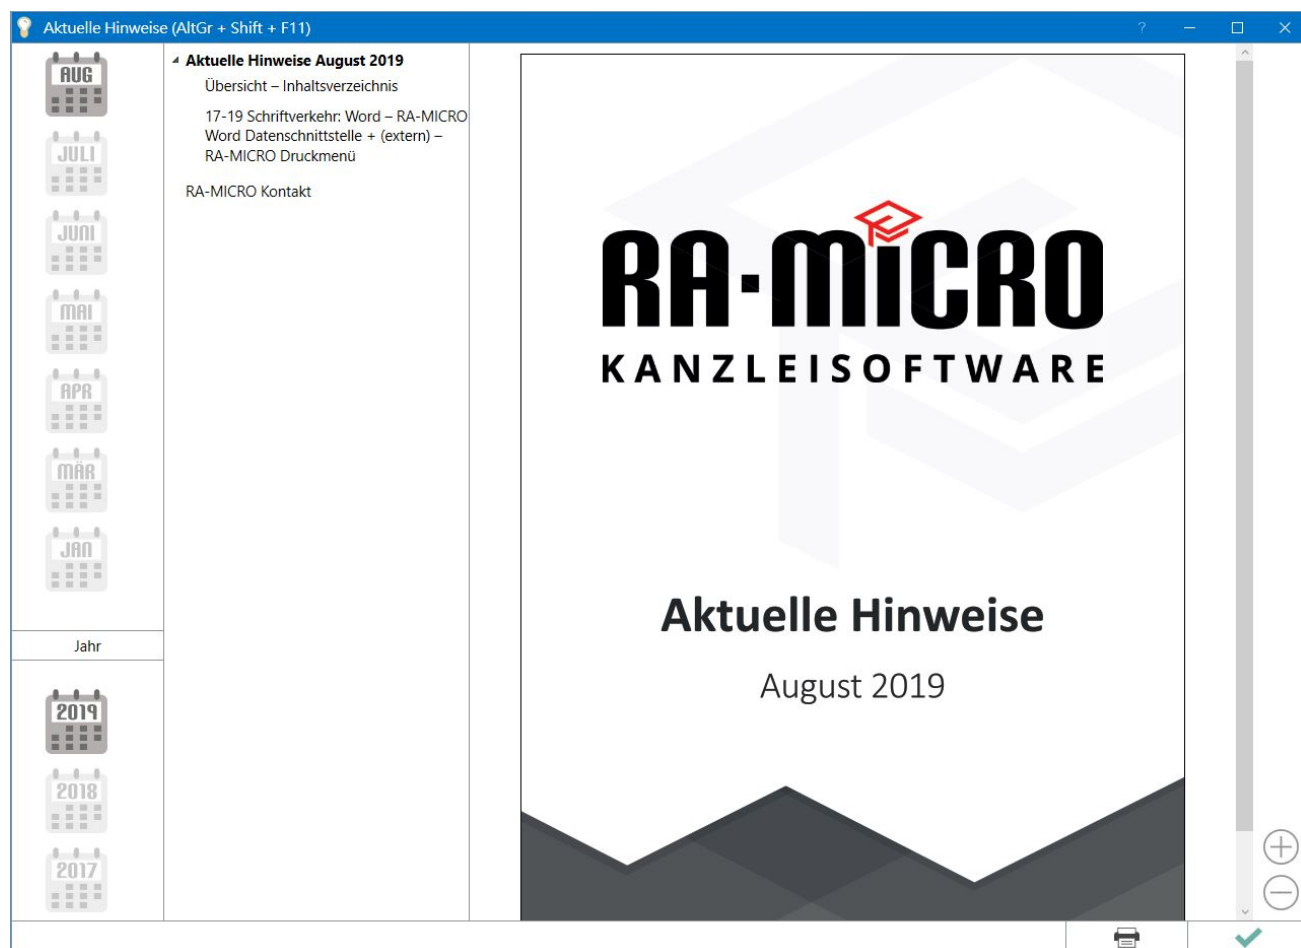 Aktuelle Hinweise (AltGr + Shift + F11)
?
AUG
JULI
JUNI
MAI
APR
MÄR
JAN
Jahr
2019
2018
2017
Aktuelle Hinweise August 2019
Übersicht – Inhaltsverzeichnis
17-19 Schriftverkehr: Word – RA-MICRO
Word Datenschnittstelle + (extern) –
RA-MICRO Druckmenü
RA-MICRO Kontakt
RA-MICRO
KANZLEISOFTWARE
Aktuelle Hinweise
August 2019